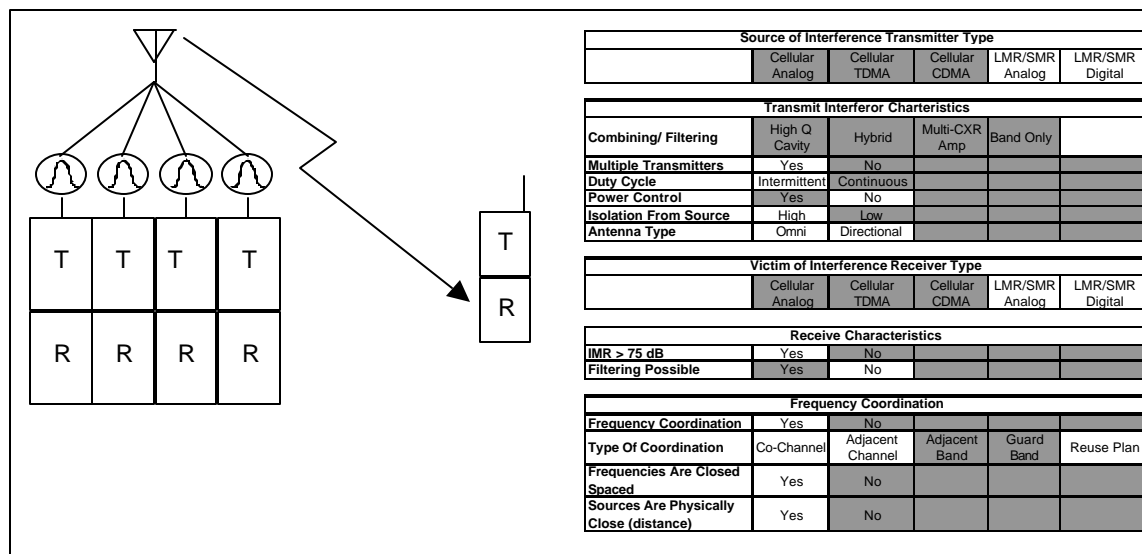 T T T T
R R R R
T
R
Source of Interference Transmitter Type
Cellular Analog Cellular TDMA Cellular CDMA LMR/SMR Analog LMR/SMR Digital
Transmit Interferor Charteristics
Combining/ Filtering High Q Cavity Hybrid Multi-CXR Amp Band Only
Multiple Transmitters Yes No
Duty Cycle Intermittent Continuous
Power Control Yes No
Isolation From Source High Low
Antenna Type Omni Directional
Victim of Interference Receiver Type
Cellular Analog Cellular TDMA Cellular CDMA LMR/SMR Analog LMR/SMR Digital
Receive Characteristics
IMR > 75 dB Yes No
Filtering Possible Yes No
Frequency Coordination
Frequency Coordination Yes No
Type Of Coordination Co-Channel Adjacent Channel Adjacent Band Guard Band Reuse Plan
Frequencies Are Closed Spaced Yes No
Sources Are Physically Close (distance) Yes No